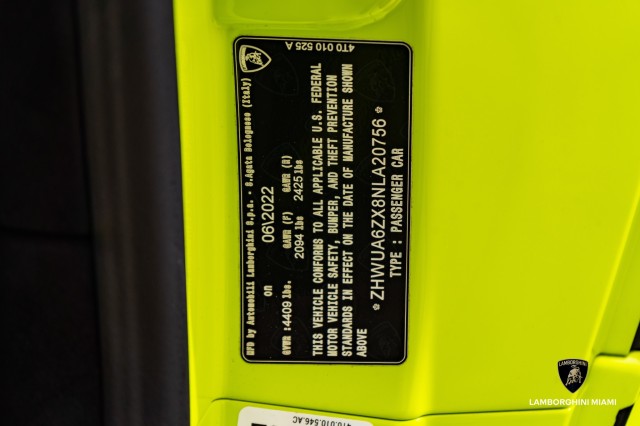 4T0 010 525 A
MFD by Automobili Lamborghini S.p.a. - S.Agata Bolognese (Italy)
on 06\2022
GVWR :4409 lbs. GAWR (F) 2094 lbs GAWR (R) 2425 lbs
THIS VEHICLE CONFORMS TO ALL APPLICABLE U.S. FEDERAL
MOTOR VEHICLE SAFETY, BUMPER, AND THEFT PREVENTION
STANDARDS IN EFFECT ON THE DATE OF MANUFACTURE SHOWN
ABOVE
*ZHWUA6ZX8NLA20756*
TYPE : PASSENGER CAR
4T0.010.546.AC
LAMBORGHINI MIAMI